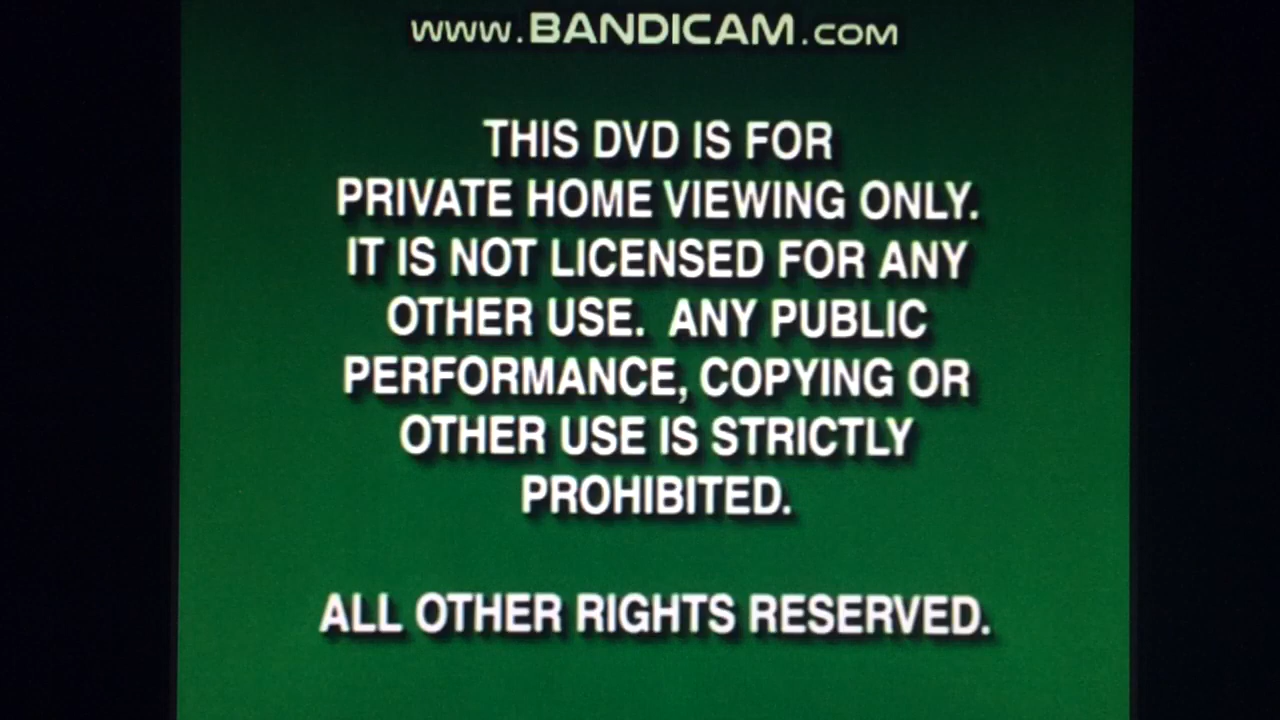 www.BANDICAM.COM
THIS DVD IS FOR
PRIVATE HOME VIEWING ONLY.
IT IS NOT LICENSED FOR ANY
OTHER USE. ANY PUBLIC
PERFORMANCE, COPYING OR
OTHER USE IS STRICTLY
PROHIBITED.
ALL OTHER RIGHTS RESERVED.